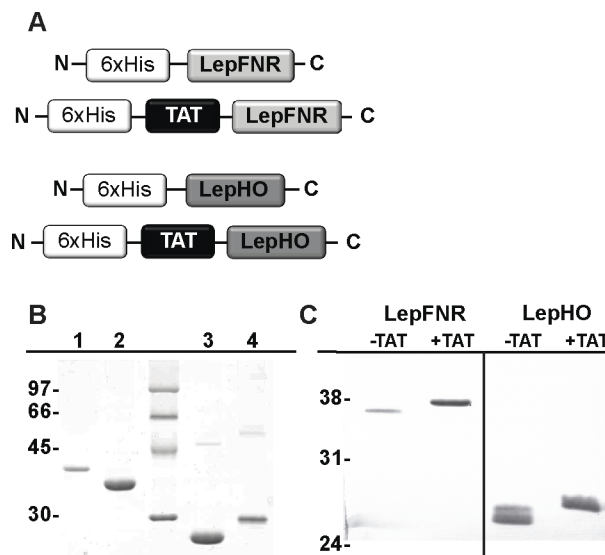 A
N 6xHis LepFNR C
N 6xHis TAT LepFNR C
N 6xHis LepHO C
N 6xHis TAT LepHO C
B
1 2 3 4
97-
66-
45-
30-
C
LepFNR LepHO
-TAT +TAT -TAT +TAT
38-
31-
24-